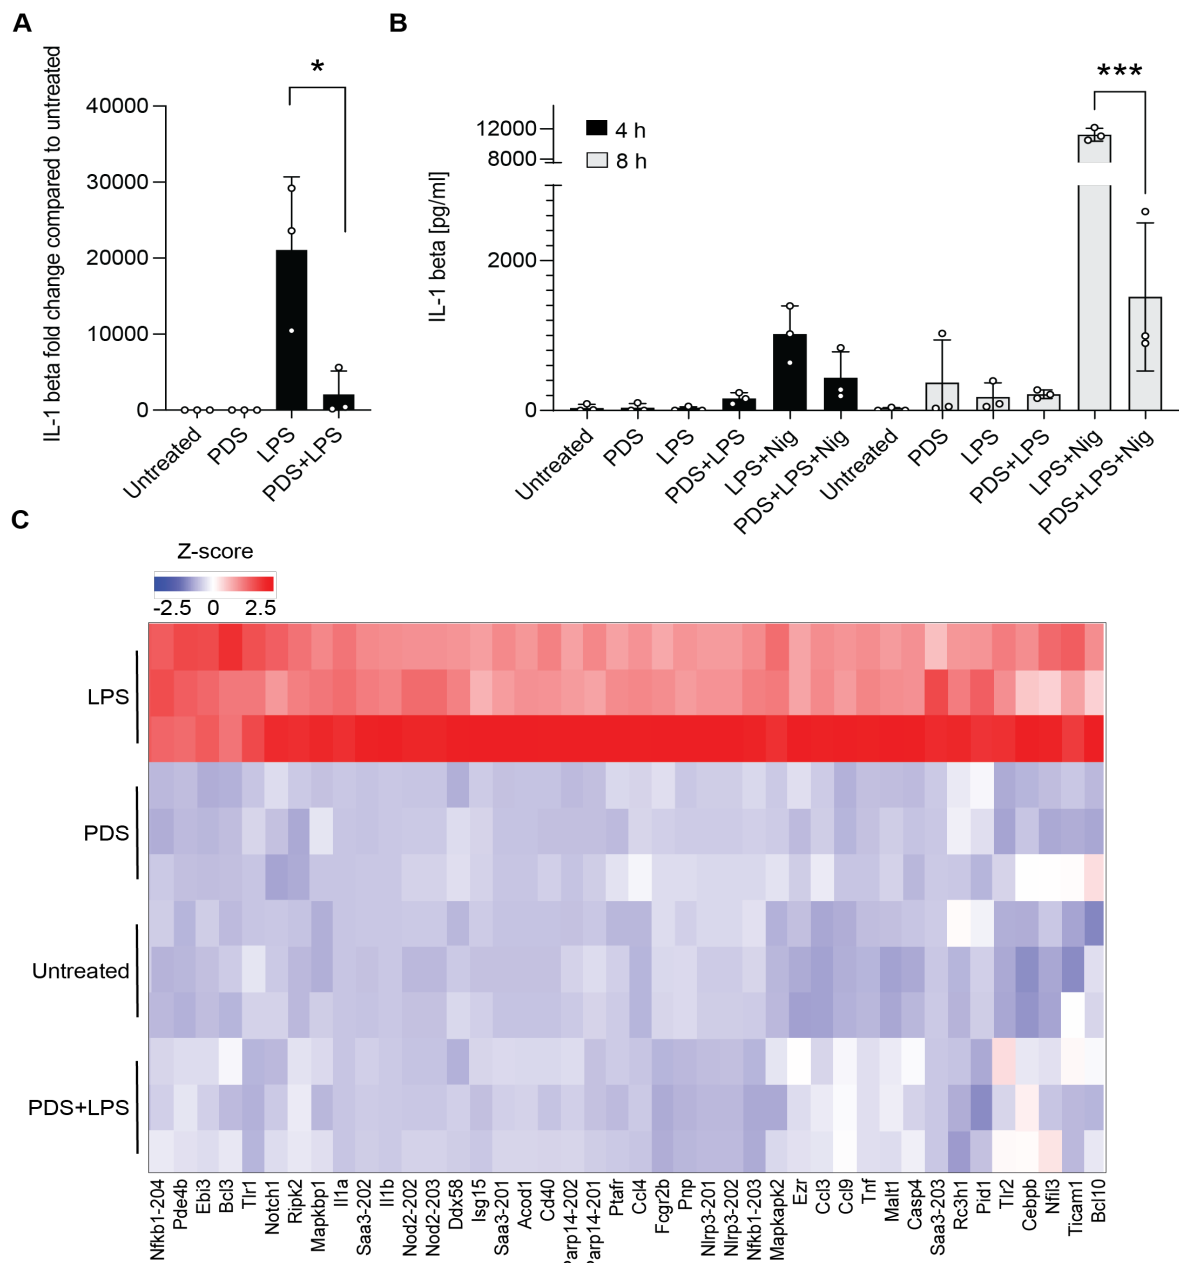 A
B
IL-1 beta fold change compared to untreated
40000
30000
20000
10000
0
*
Untreated
PDS
LPS
PDS+LPS
IL-1 beta [pg/ml]
12000
8000
2000
0
4 h
8 h
***
Untreated
PDS
LPS
PDS+LPS
LPS+Nig
PDS+LPS+Nig
Untreated
PDS
LPS
PDS+LPS
LPS+Nig
PDS+LPS+Nig
C
Z-score
-2.5 0 2.5
LPS
PDS
Untreated
PDS+LPS
Nfkb1-204
Pde4b
Ebi3
Bcl3
Tlr1
Notch1
Ripk2
Mapkbp1
Il1a
Saa3-202
Il1b
Nod2-202
Nod2-203
Ddx58
Isg15
Saa3-201
Acod1
Cd40
Parp14-202
Parp14-201
Ptafr
Ccl4
Fcgr2b
Pnp
Nlrp3-201
Nlrp3-202
Nfkb1-203
Mapkapk2
Ezr
Ccl3
Ccl9
Tnf
Malt1
Casp4
Saa3-203
Rc3h1
Pid1
Tlr2
Cebpb
Nfil3
Ticam1
Bcl10